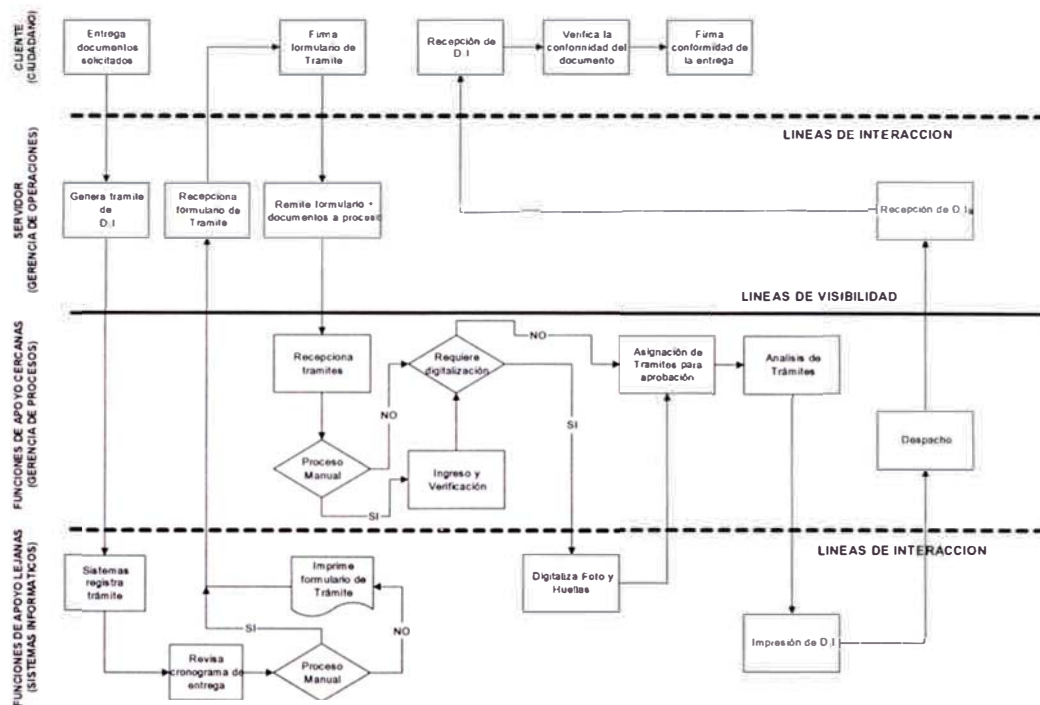 CLIENTE
(CIUDADANO)
Entrega
documentos
solicitados
Firma
formulario de
Tramite
Recepción de
D.I
Verifica la
conformidad del
documento
Firma
conformidad de
la entrega
LINEAS DE INTERACCION
SERVIDOR
(GERENCIA DE OPERACIONES)
Genera tramite
de
D.I
Recepciona
formulario de
Tramite
Remite formulario +
documentos a proceso
Recepción de D.I.
LINEAS DE VISIBILIDAD
FUNCIONES DE APOYO CERCANAS
(GERENCIA DE PROCESOS)
Recepciona
tramites
Requiere
digitalización
NO
Asignación de
Tramites para
aprobación
Analisis de
Trámites
NO
SI
Proceso
Manual
Ingreso y
Verificación
SI
Despacho
LINEAS DE INTERACCION
FUNCIONES DE APOYO LEJANAS
(SISTEMAS INFORMATICOS)
Sistemas
registra
trámite
Imprime
formulario de
Trámite
Digitaliza Foto y
Huellas
SI
NO
Revisa
cronograma de
entrega
Proceso
Manual
Impresión de D.I